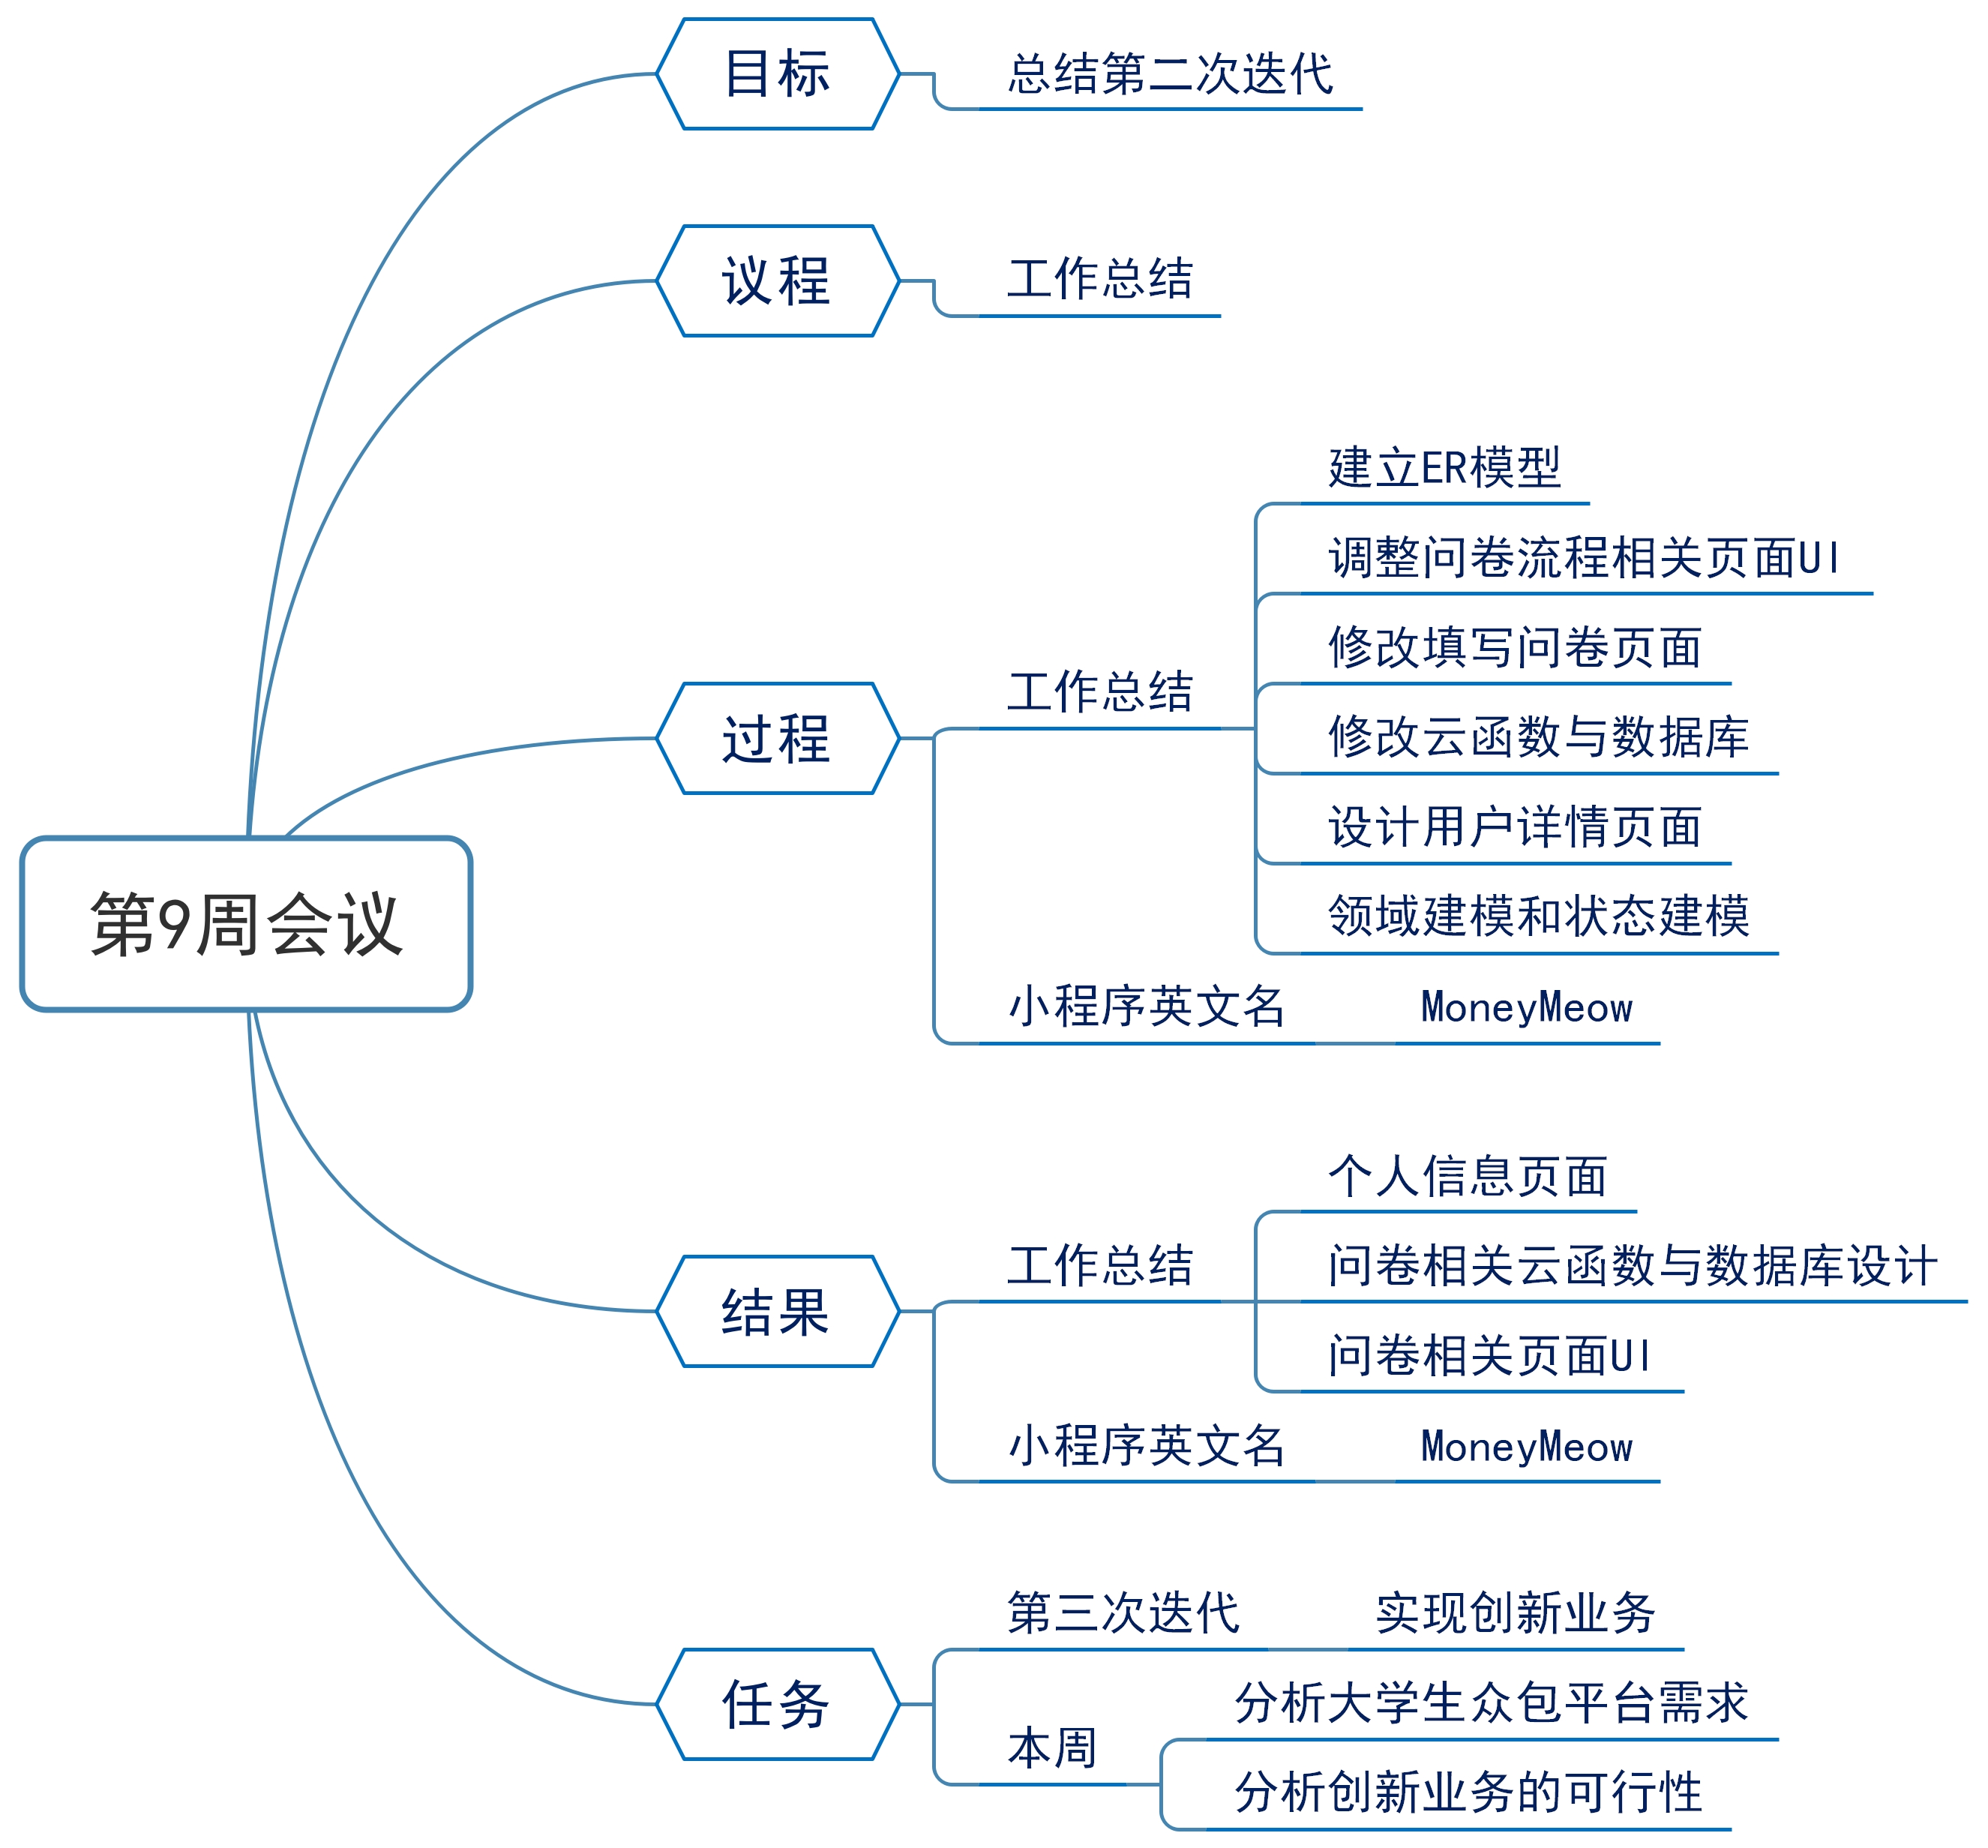 目标
总结第二次迭代
议程
工作总结
过程
工作总结
建立ER模型
调整问卷流程相关页面UI
修改填写问卷页面
修改云函数与数据库
设计用户详情页面
领域建模和状态建模
小程序英文名
MoneyMeow
第9周会议
结果
工作总结
个人信息页面
问卷相关云函数与数据库设计
问卷相关页面UI
小程序英文名
MoneyMeow
任务
第三次迭代
实现创新业务
本周
分析大学生众包平台需求
分析创新业务的可行性